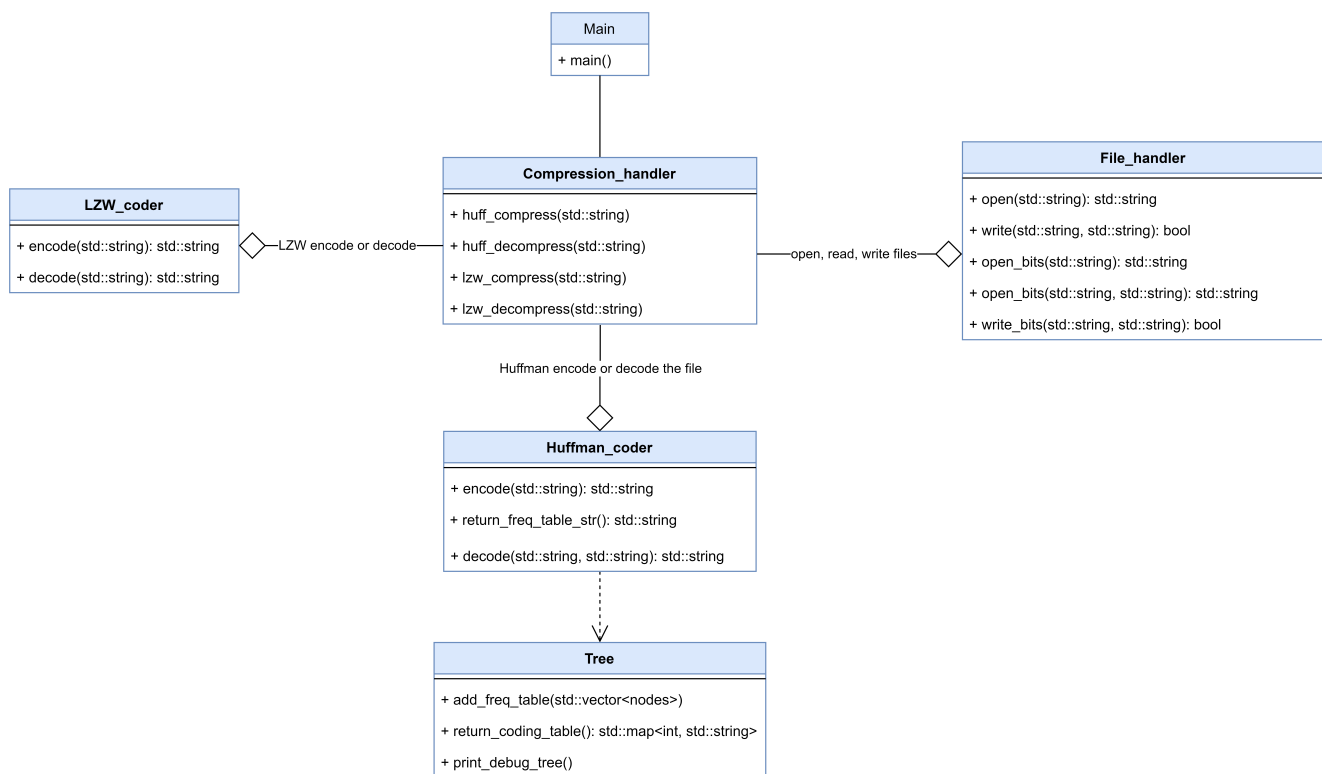 Main
+ main()
Compression_handler
+ huff_compress(std::string)
+ huff_decompress(std::string)
+ lzw_compress(std::string)
+ lzw_decompress(std::string)
LZW_coder
+ encode(std::string): std::string
+ decode(std::string): std::string
LZW encode or decode
open, read, write files
File_handler
+ open(std::string): std::string
+ write(std::string, std::string): bool
+ open_bits(std::string): std::string
+ open_bits(std::string, std::string): std::string
+ write_bits(std::string, std::string): bool
Huffman encode or decode the file
Huffman_coder
+ encode(std::string): std::string
+ return_freq_table_str(): std::string
+ decode(std::string, std::string): std::string
Tree
+ add_freq_table(std::vector<nodes>)
+ return_coding_table(): std::map<int, std::string>
+ print_debug_tree()